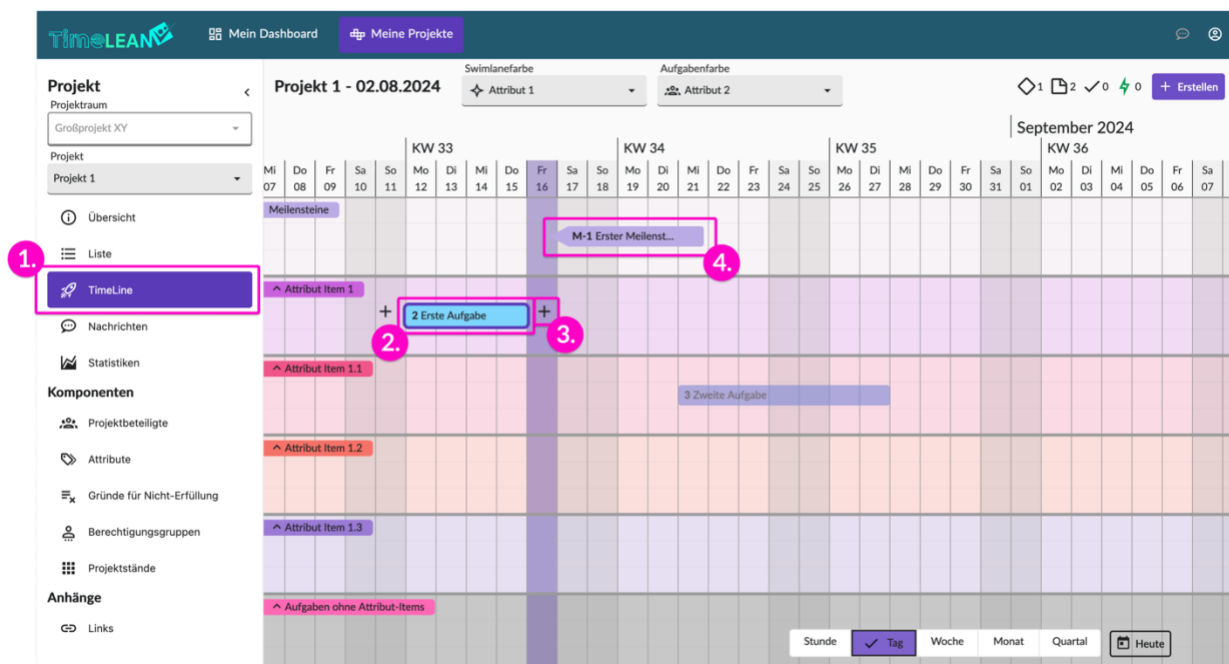 TimeLEAN
Mein Dashboard
Meine Projekte
Projekt
Projektraum
Großprojekt XY
Projekt
Projekt 1
Übersicht
Liste
1.
TimeLine
Nachrichten
Statistiken
Komponenten
Projektbeteiligte
Attribute
Gründe für Nicht-Erfüllung
Berechtigungsgruppen
Projektstände
Anhänge
Links
Projekt 1 - 02.08.2024
Swimlanefarbe
Attribut 1
Aufgabenfarbe
Attribut 2
1 2 0 0
+ Erstellen
September 2024
KW 33 KW 34 KW 35 KW 36
Mi Do Fr Sa So Mo Di Mi Do Fr Sa So Mo Di Mi Do Fr Sa So Mo Di Mi Do Fr Sa So Mo Di Mi Do Fr Sa
07 08 09 10 11 12 13 14 15 16 17 18 19 20 21 22 23 24 25 26 27 28 29 30 31 01 02 03 04 05 06 07
Meilensteine
M-1 Erster Meilenst...
4.
Attribut Item 1
+ 2 Erste Aufgabe +
2. 3.
Attribut Item 1.1
3 Zweite Aufgabe
Attribut Item 1.2
Attribut Item 1.3
Aufgaben ohne Attribut-Items
Stunde Tag Woche Monat Quartal Heute